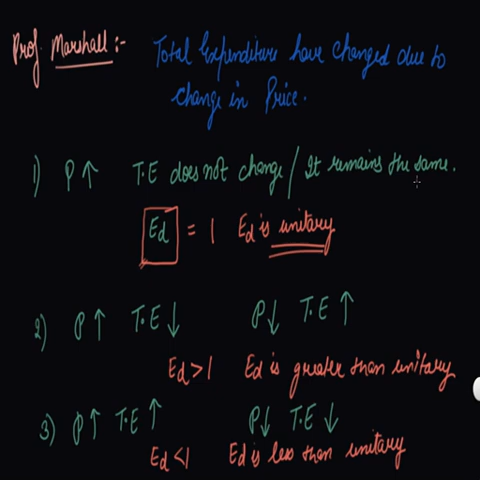 Prof Marshall:- Total Expenditure have changed due to
change in Price.
1) P↑ T.E does not change / It remains the same.
Ed = 1 Ed is unitary
2) P↑ T.E↓ P↓ T.E↑
Ed>1 Ed is greater than unitary
3) P↑ T.E↑ P↓ T.E↓
Ed<1 Ed is less than unitary